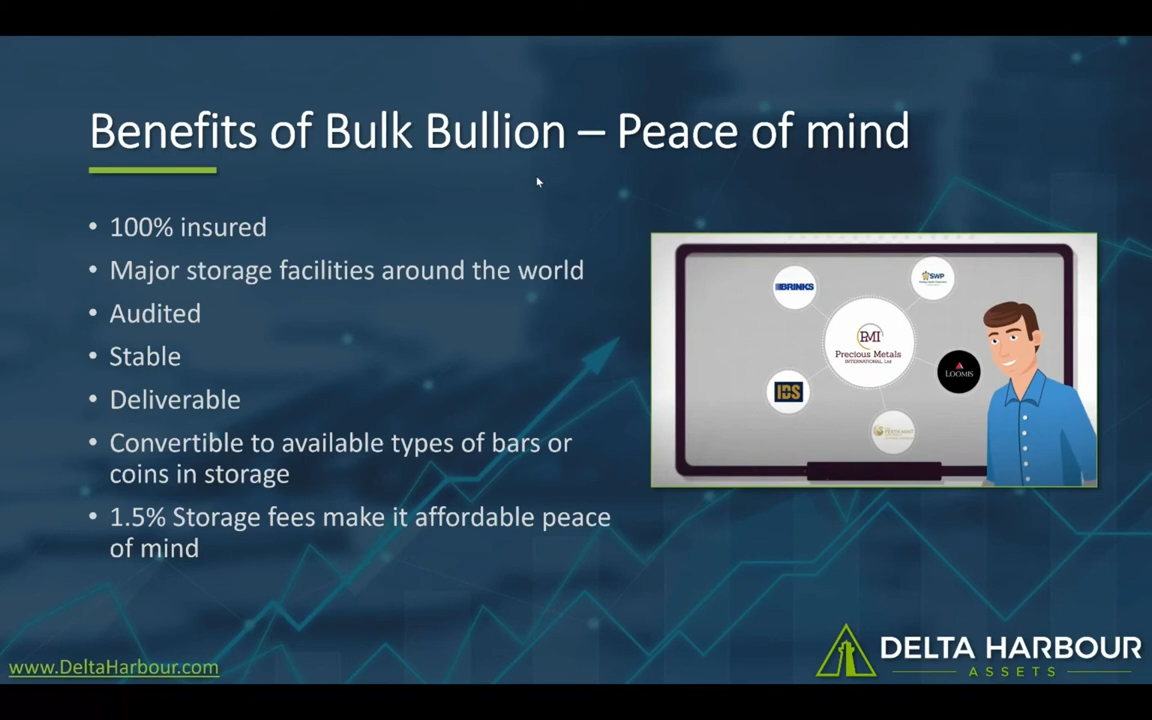 Benefits of Bulk Bullion – Peace of mind
• 100% insured
• Major storage facilities around the world
• Audited
• Stable
• Deliverable
• Convertible to available types of bars or
coins in storage
• 1.5% Storage fees make it affordable peace
of mind
BRINKS
SWP
PMI
Precious Metals
INTERNATIONAL, Ltd
LOOMIS
IDS
www.DeltaHarbour.com
DELTA HARBOUR
ASSETS